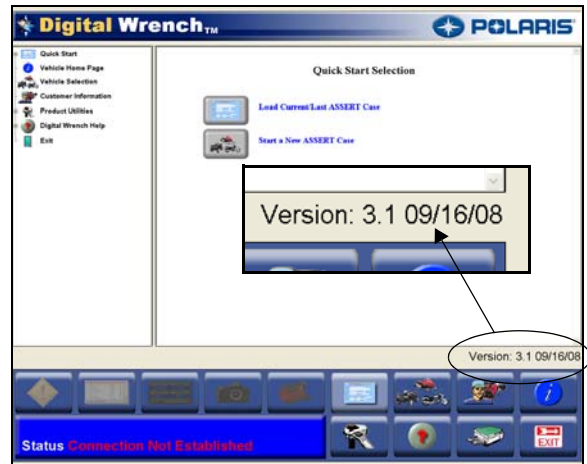 Digital Wrench™
POLARIS
Quick Start
Vehicle Home Page
Vehicle Selection
Customer Information
Product Utilities
Digital Wrench Help
Exit
Quick Start Selection
Load Current/Last ASSERT Case
Start a New ASSERT Case
Version: 3.1 09/16/08
Version: 3.1 09/16/08
Status Connection Not Established
EXIT